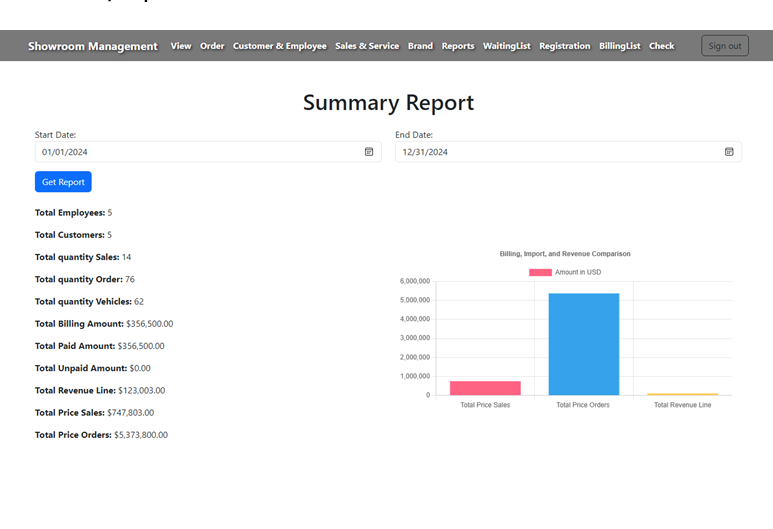 Showroom Management View Order Customer & Employee Sales & Service Brand Reports WaitingList Registration BillingList Check Sign out
Summary Report
Start Date: End Date:
01/01/2024 12/31/2024
Get Report
Total Employees: 5
Total Customers: 5
Total quantity Sales: 14
Total quantity Order: 76
Total quantity Vehicles: 62
Total Billing Amount: $356,500.00
Total Paid Amount: $356,500.00
Total Unpaid Amount: $0.00
Total Revenue Line: $123,003.00
Total Price Sales: $747,803.00
Total Price Orders: $5,373,800.00
Billing, Import, and Revenue Comparison
Amount in USD
6,000,000
5,000,000
4,000,000
3,000,000
2,000,000
1,000,000
0
Total Price Sales Total Price Orders Total Revenue Line